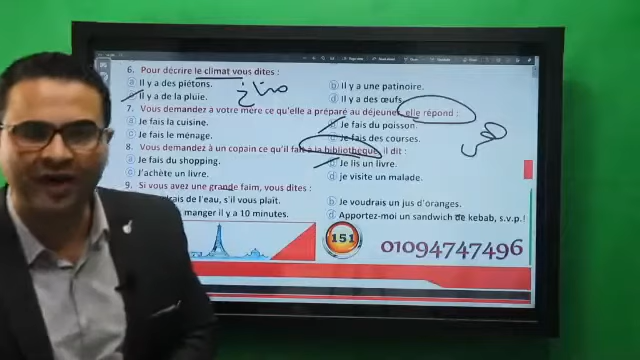 6. Pour décrire le climat vous dites :
a Il y a des piétons.
b Il y a une patinoire.
Il y a de la pluie.
d Il y a des œufs
7. Vous demandez à votre mère ce qu'elle a préparé au déjeuner, elle répond :
a Je fais la cuisine.
Je fais du poisson.
c Je fais le ménage.
Je fais des courses.
8. Vous demandez à un copain ce qu'il fait à la bibliothèque, il dit :
a Je fais du shopping.
Je lis un livre.
c J'achète un livre.
d je visite un malade.
9. Si vous avez une grande faim, vous dites :
de l'eau, s'il vous plaît.
b Je voudrais un jus d'oranges.
manger il y a 10 minutes.
d Apportez-moi un sandwich de kebab, s.v.p.!
151
01094747496